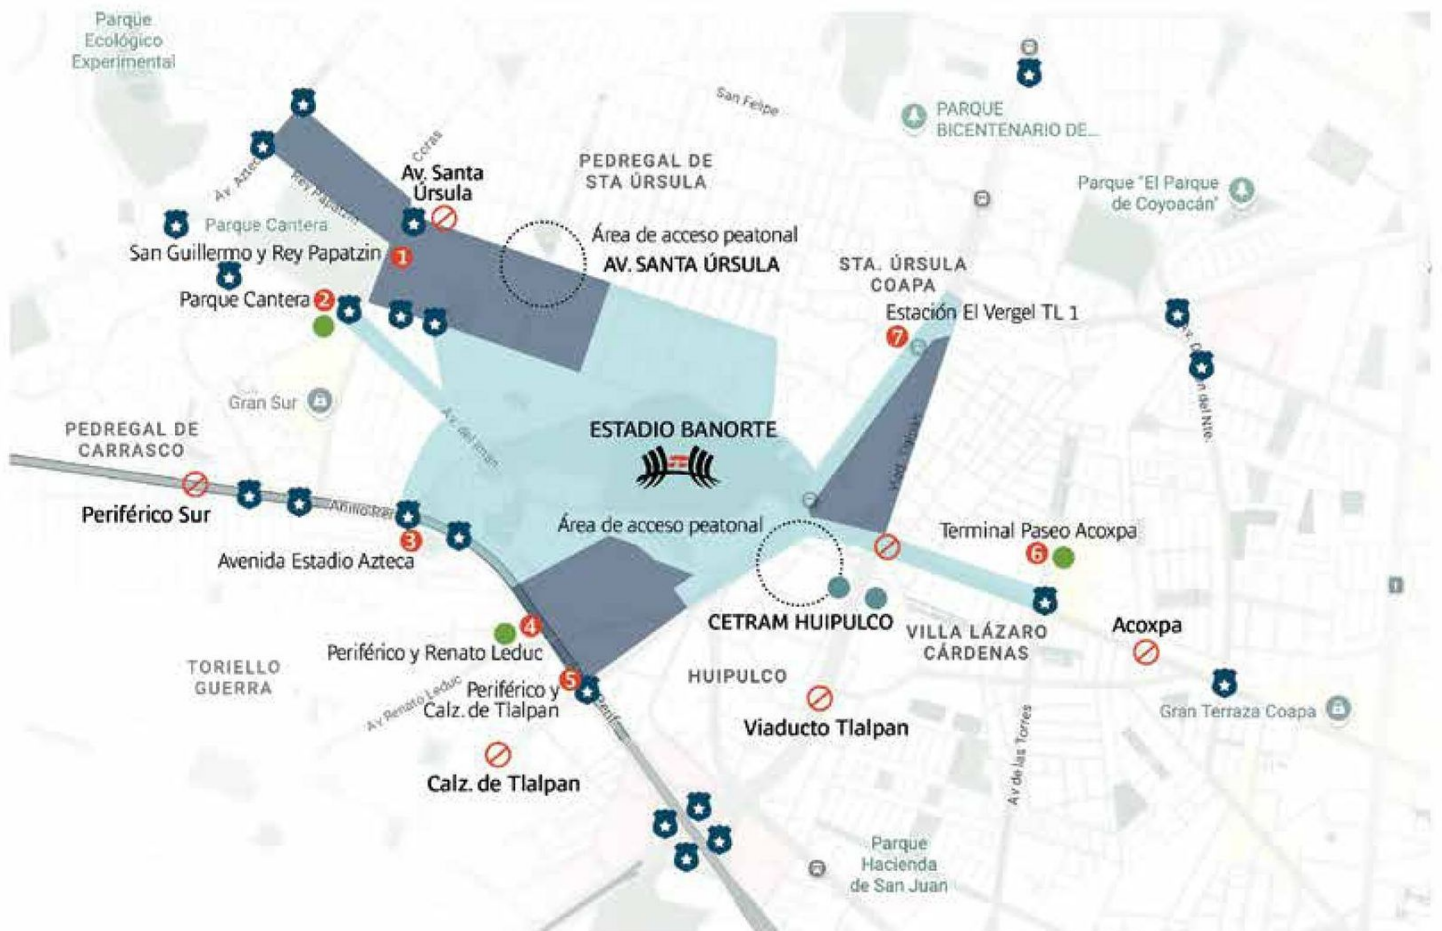 Parque
Ecológico
Experimental
San Felipe
PARQUE
BICENTENARIO DE...
Coras
Av. Santa
Úrsula
PEDREGAL DE
STA ÚRSULA
Parque "El Parque
de Coyoacán"
Rey Papatzin
Parque Cantera
San Guillermo y Rey Papatzin
1
Área de acceso peatonal
AV. SANTA ÚRSULA
STA. ÚRSULA
COAPA
Parque Cantera
2
Estación El Vergel TL 1
7
Gran Sur
Av. del Imán
PEDREGAL DE
CARRASCO
ESTADIO BANORTE
Periférico Sur
Área de acceso peatonal
3
Avenida Estadio Azteca
Terminal Paseo Acoxpa
6
CETRAM HUIPULCO
VILLA LÁZARO
CÁRDENAS
Acoxpa
4
Periférico y Renato Leduc
TORIELLO
GUERRA
5
Periférico y
Calz. de Tlalpan
Av Renato Leduc
HUIPULCO
Viaducto Tlalpan
Gran Terraza Coapa
Av de las Torres
Calz. de Tlalpan
Parque
Hacienda
de San Juan